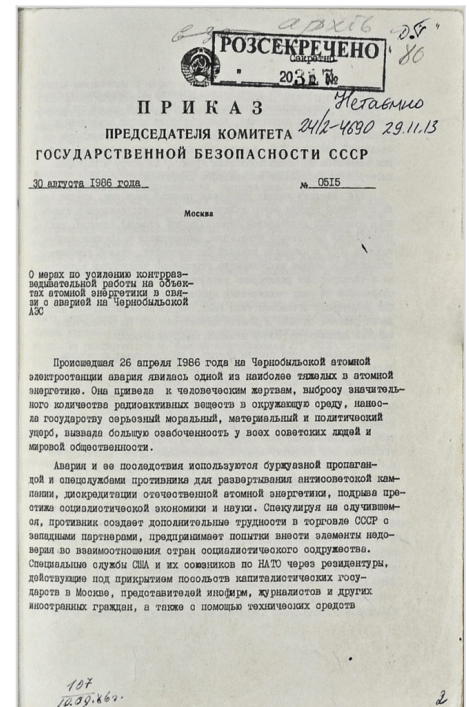 архів
80
РОЗСЕКРЕЧЕНО
Секретно
20 р. №
Нетаємно
24/2-4690 29.11.13
ПРИКАЗ
ПРЕДСЕДАТЕЛЯ КОМИТЕТА
ГОСУДАРСТВЕННОЙ БЕЗОПАСНОСТИ СССР
30 августа 1986 года № 0515
Москва
О мерах по усилению контрраз-
ведывательной работы на объек-
тах атомной энергетики в свя-
зи с аварией на Чернобыльской
АЭС
Происшедшая 26 апреля 1986 года на Чернобыльской атомной
электростанции авария явилась одной из наиболее тяжелых в атомной
энергетике. Она привела к человеческим жертвам, выбросу значитель-
ного количества радиоактивных веществ в окружающую среду, нанес-
ла государству серьезный моральный, материальный и политический
ущерб, вызвала большую озабоченность у всех советских людей и
мировой общественности.
Авария и ее последствия используются буржуазной пропаган-
дой и спецслужбами противника для развертывания антисоветской кам-
пании, дискредитации отечественной атомной энергетики, подрыва пре-
стижа социалистической экономики и науки. Спекулируя на случившем-
ся, противник создает дополнительные трудности в торговле СССР с
западными партнерами, предпринимает попытки внести элементы недо-
верия во взаимоотношения стран социалистического содружества.
Специальные службы США и их союзников по НАТО через резидентуры,
действующие под прикрытием посольств капиталистических госу-
дарств в Москве, представителей инофирм, журналистов и других
иностранных граждан, а также с помощью технических средств
107
10.09.86г.
2